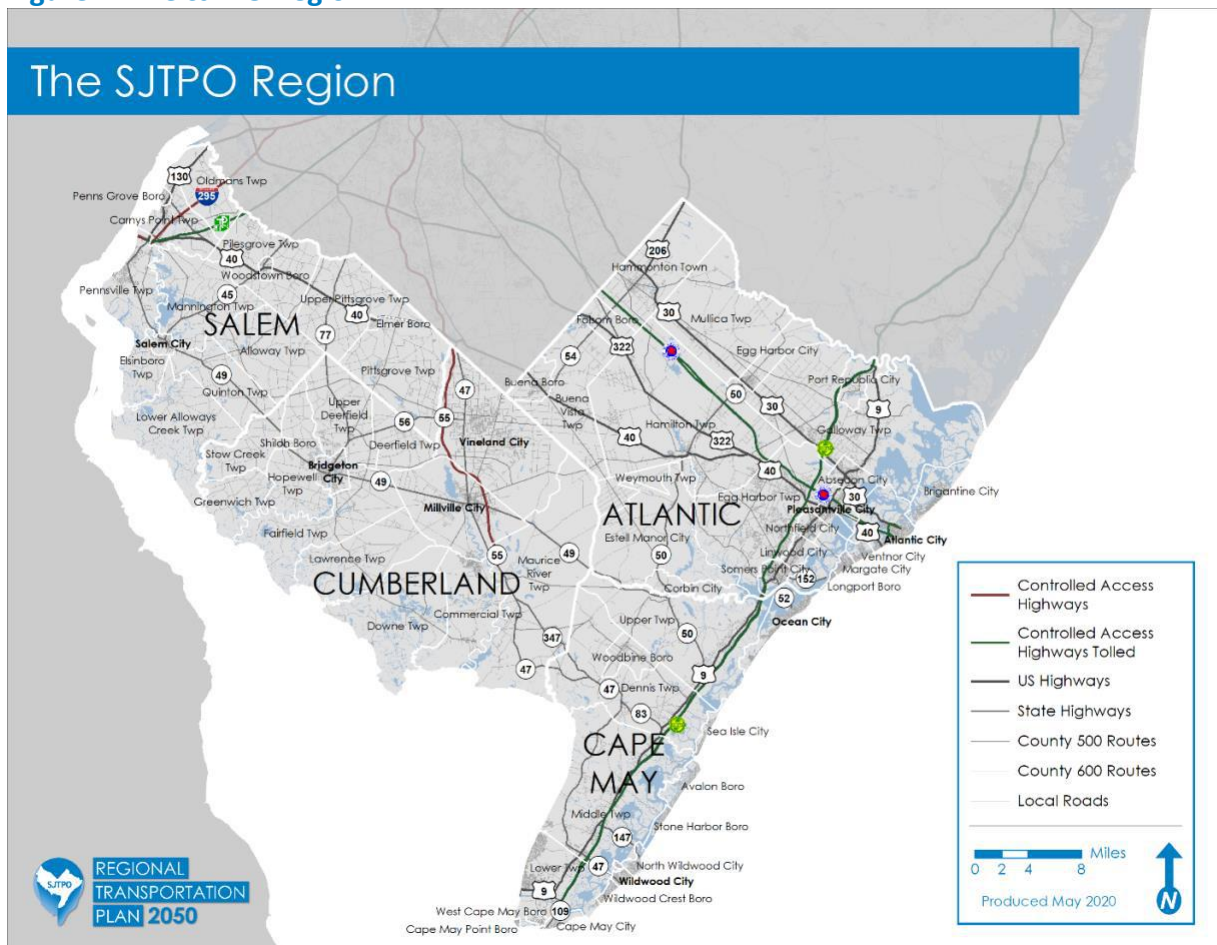 The SJTPO Region
130
Oldmans Twp
Penns Grove Boro
295
Carnys Point Twp
Pilesgrove Twp
40
Woodstown Boro
Pennsville Twp
45
Mannington Twp
Upper Pittsgrove Twp
40
Elmer Boro
SALEM
77
Salem City
Alloway Twp
Elsinboro
Twp
49
Quinton Twp
Pittsgrove Twp
47
Lower Alloways
Creek Twp
Upper
Deerfield
Twp
56
55
Shiloh Boro
Deerfield Twp
Vineland City
Stow Creek
Twp
Bridgeton
City
Hopewell
Twp
49
Greenwich Twp
Millville City
Fairfield Twp
Lawrence Twp
55
Maurice
River
Twp
49
CUMBERLAND
Commercial Twp
Downe Twp
347
47
206
Hammonton Town
Folsom Boro
30
Mullica Twp
322
54
Egg Harbor City
Buena Boro
50
Port Republic City
Buena
Vista
Twp
30
9
Hamilton Twp
Galloway Twp
40
322
40
Weymouth Twp
Absecon City
Egg Harbor Twp
30
Brigantine City
Pleasantville City
ATLANTIC
Northfield City
40
Atlantic City
Estell Manor City
Linwood City
Ventnor City
50
Somers Point City
Margate City
152
Longport Boro
Corbin City
52
Ocean City
Upper Twp
50
Woodbine Boro
9
47
Dennis Twp
83
Sea Isle City
CAPE
MAY
Avalon Boro
Middle Twp
Stone Harbor Boro
147
Lower Twp
47
North Wildwood City
Wildwood City
9
Wildwood Crest Boro
West Cape May Boro
109
Cape May Point Boro
Cape May City
Controlled Access
Highways
Controlled Access
Highways Tolled
US Highways
State Highways
County 500 Routes
County 600 Routes
Local Roads
Miles
0 2 4 8
Produced May 2020
N
SJTPO
REGIONAL
TRANSPORTATION
PLAN 2050